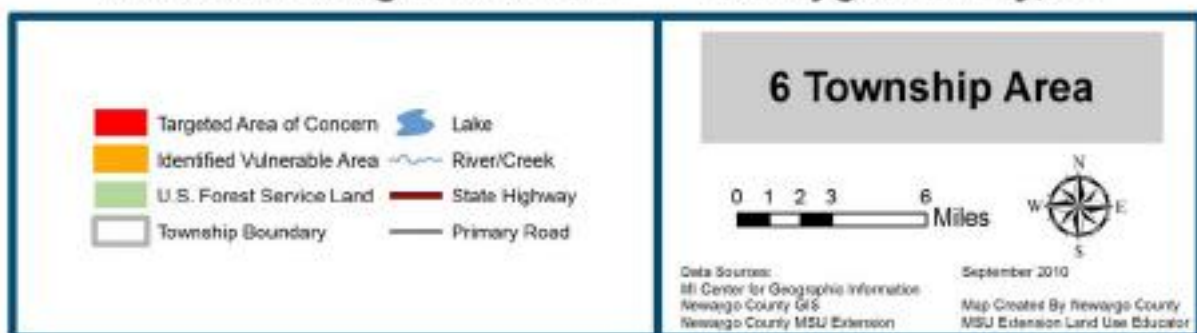 Targeted Area of Concern
Lake
Identified Vulnerable Area
River/Creek
U.S. Forest Service Land
State Highway
Township Boundary
Primary Road
6 Township Area
0 1 2 3 6
Miles
N
W E
S
Data Sources:
MI Center for Geographic Information
Newaygo County GIS
Newaygo County MSU Extension
September 2010
Map Created By Newaygo County
MSU Extension Land Use Educator